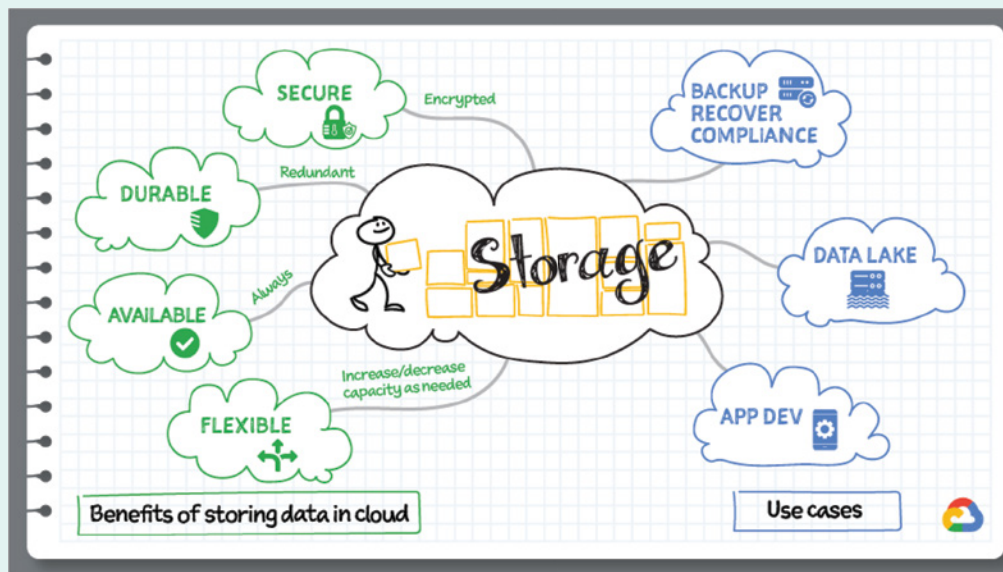 SECURE
Encrypted
DURABLE
Redundant
AVAILABLE
Always
FLEXIBLE
Increase/decrease
capacity as needed
Storage
BACKUP
RECOVER
COMPLIANCE
DATA LAKE
APP DEV
Benefits of storing data in cloud
Use cases